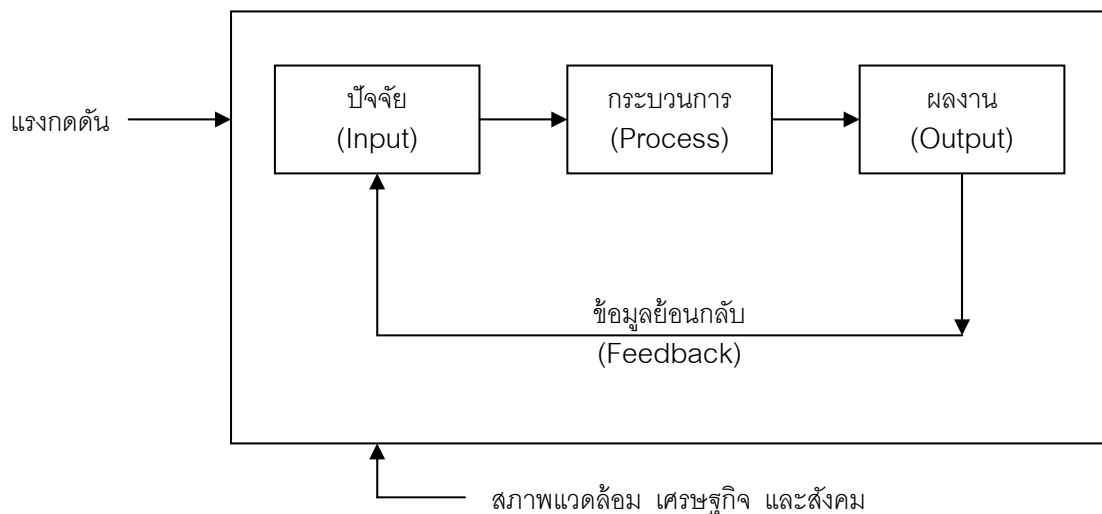 ปัจจัย
(Input)
กระบวนการ
(Process)
ผลงาน
(Output)
แรงกดดัน
ข้อมูลย้อนกลับ
(Feedback)
สภาพแวดล้อม เศรษฐกิจ และสังคม